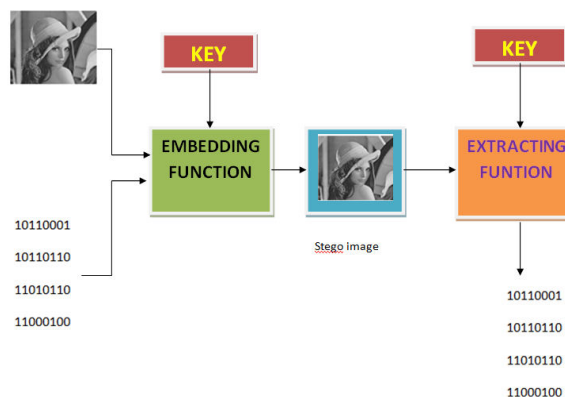 KEY
KEY
EMBEDDING
FUNCTION
EXTRACTING
FUNTION
Stego image
10110001
10110110
11010110
11000100
10110001
10110110
11010110
11000100